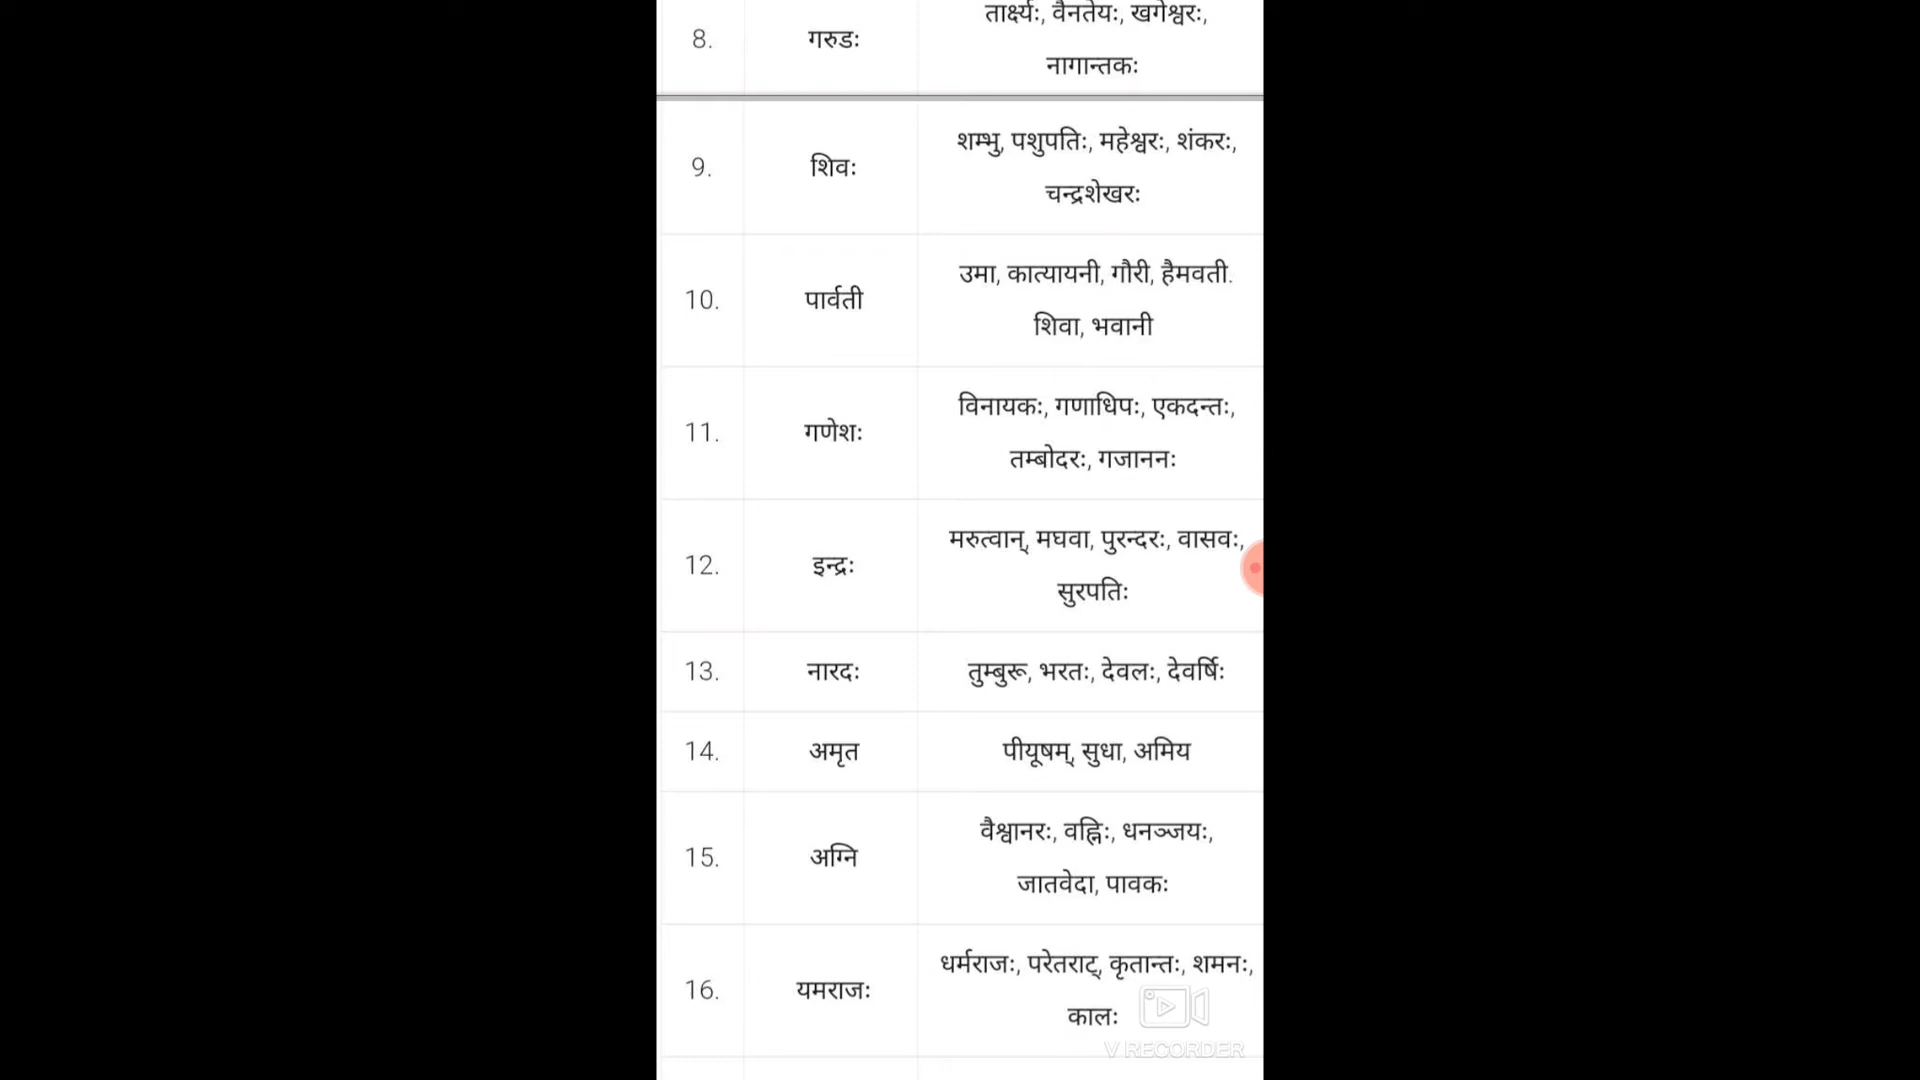 तार्क्ष्यः, वैनतेयः, खगेश्वरः,
8. गरुडः
नागान्तकः
शम्भु, पशुपतिः, महेश्वरः, शंकरः,
9. शिवः
चन्द्रशेखरः
उमा, कात्यायनी, गौरी, हैमवती.
10. पार्वती
शिवा, भवानी
विनायकः, गणाधिपः, एकदन्तः,
11. गणेशः
तम्बोदरः, गजाननः
मरुत्वान्, मघवा, पुरन्दरः, वासवः,
12. इन्द्रः
सुरपतिः
13. नारदः तुम्बुरू, भरतः, देवलः, देवर्षिः
14. अमृत पीयूषम्, सुधा, अमिय
वैश्वानरः, वह्निः, धनञ्जयः,
15. अग्नि
जातवेदा, पावकः
धर्मराजः, परेतराट्, कृतान्तः, शमनः,
16. यमराजः
कालः
V RECORDER